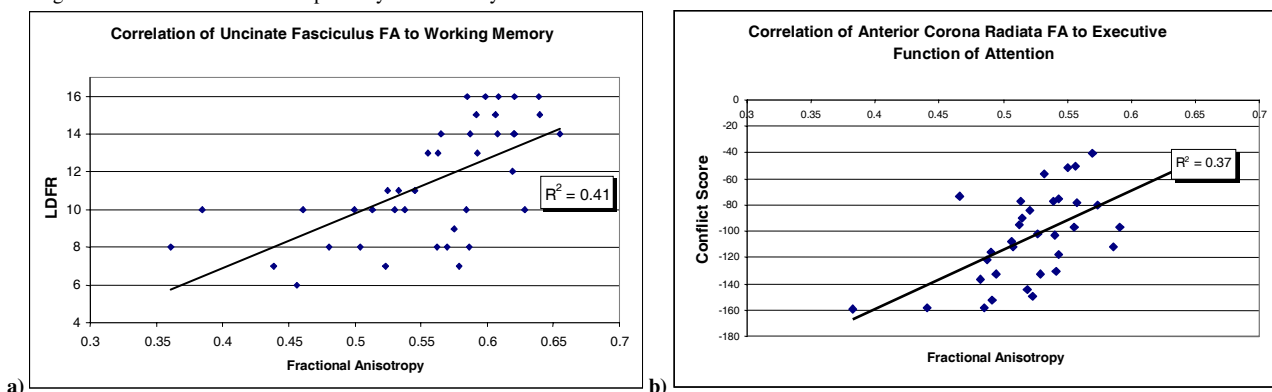 Correlation of Uncinate Fasciculus FA to Working Memory
16
14
12
10
8
6
4
LDFR
R² = 0.41
0.3 0.35 0.4 0.45 0.5 0.55 0.6 0.65 0.7
Fractional Anisotropy
a)
Correlation of Anterior Corona Radiata FA to Executive
Function of Attention
0
0.3 0.35 0.4 0.45 0.5 0.55 0.6 0.65 0.7
-20
-40
-60
-80
-100
-120
-140
-160
-180
Conflict Score
R² = 0.37
Fractional Anisotropy
b)